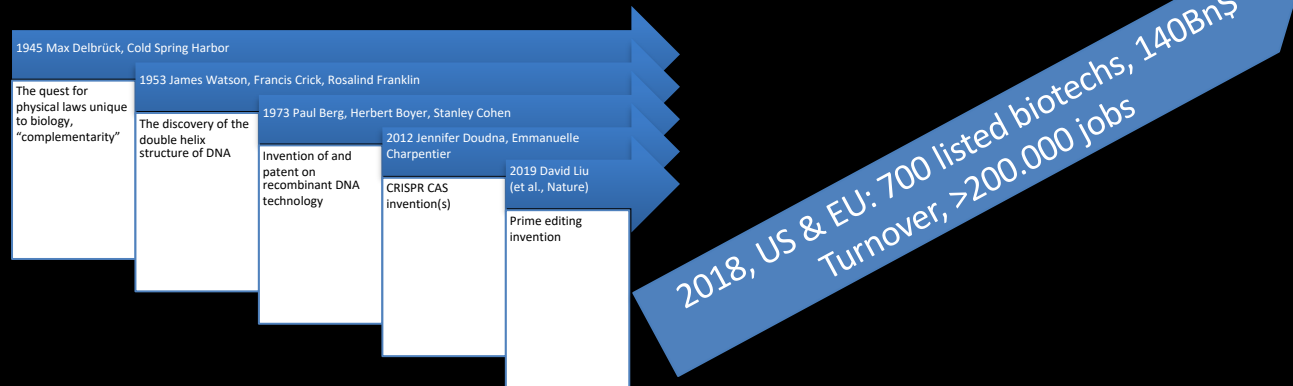 1945 Max Delbrück, Cold Spring Harbor
The quest for
physical laws unique
to biology,
“complementarity”
1953 James Watson, Francis Crick, Rosalind Franklin
The discovery of the
double helix
structure of DNA
1973 Paul Berg, Herbert Boyer, Stanley Cohen
Invention of and
patent on
recombinant DNA
technology
2012 Jennifer Doudna, Emmanuelle
Charpentier
CRISPR CAS
invention(s)
2019 David Liu
(et al., Nature)
Prime editing
invention
2018, US & EU: 700 listed biotechs, 140Bn$
Turnover, >200.000 jobs